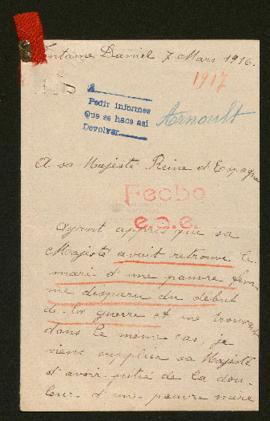 Fontaine Daniel 7 Mars 1916.
1917
A
Pedir informes
Que se hace así
Devolver
Arnoult
A sa Majesté Reine d'Espagne
Fecho
Ayant appris que sa
Majesté avait retrouvé le
mari d'une pauvre fem
me disparu du début
de la guerre et me trouvant
dans le même cas, je
viens supplier sa Majesté
d'avoir pitié de la dou
leur d'une pauvre mère